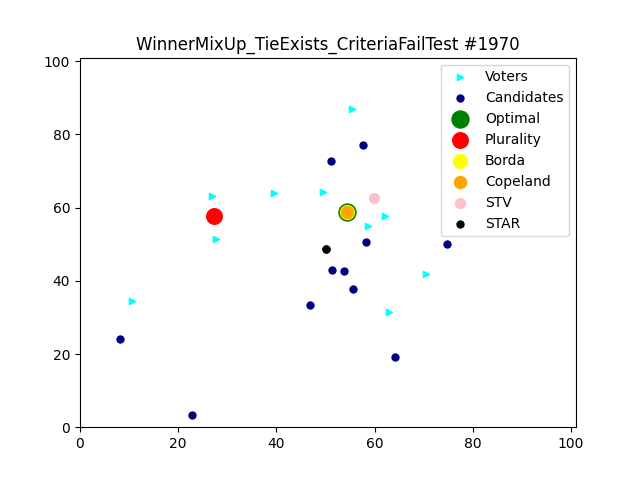 WinnerMixUp_TieExists_CriteriaFailTest #1970
100
80
60
40
20
0
0 20 40 60 80 100
Voters
Candidates
Optimal
Plurality
Borda
Copeland
STV
STAR